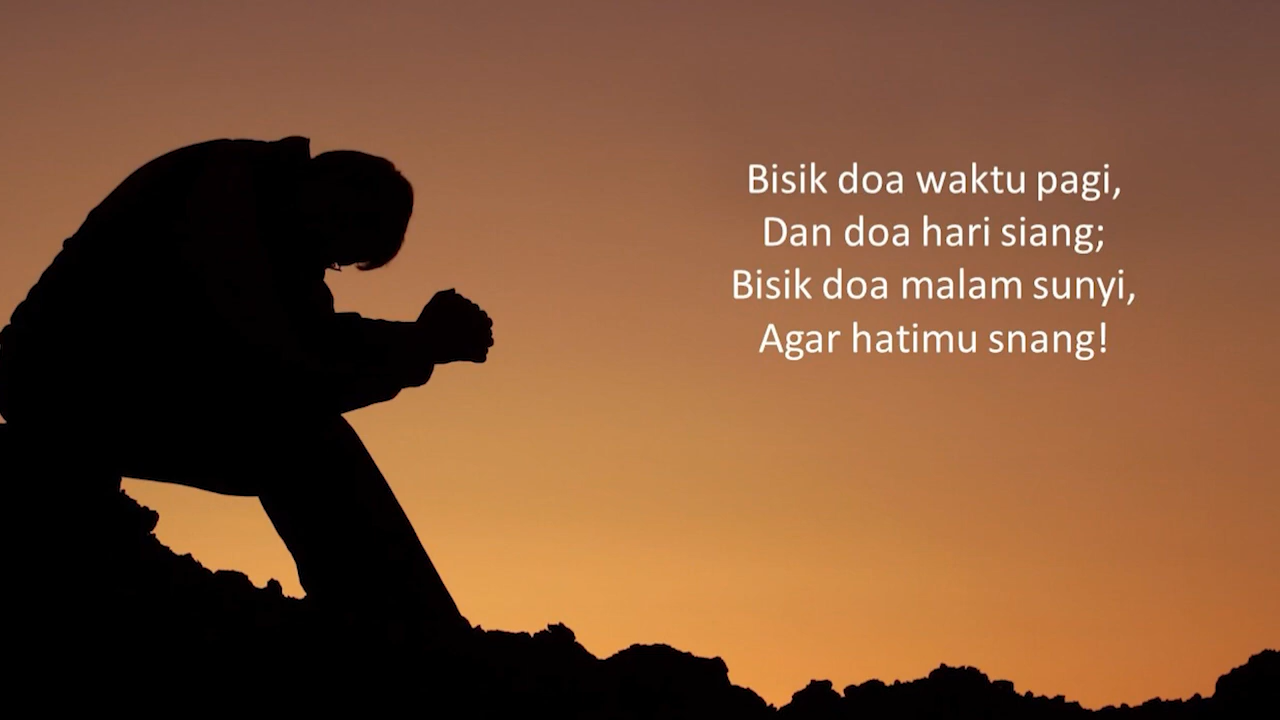 Bisik doa waktu pagi,
Dan doa hari siang;
Bisik doa malam sunyi,
Agar hatimu snang!